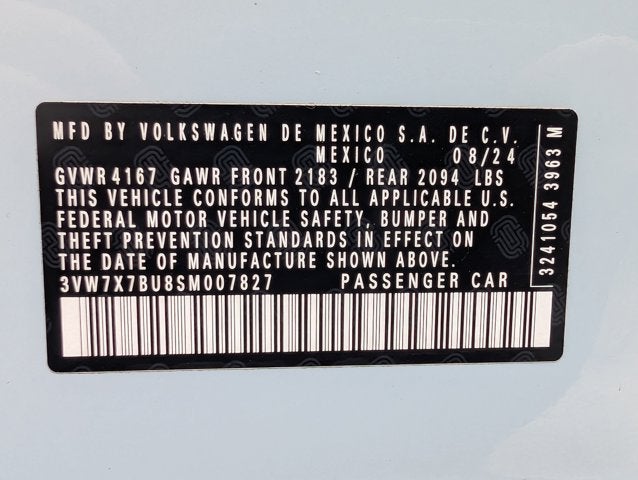 MFD BY VOLKSWAGEN DE MEXICO S.A. DE C.V.
MEXICO 08/24
GVWR 4167 GAWR FRONT 2183 / REAR 2094 LBS
THIS VEHICLE CONFORMS TO ALL APPLICABLE U.S.
FEDERAL MOTOR VEHICLE SAFETY, BUMPER AND
THEFT PREVENTION STANDARDS IN EFFECT ON
THE DATE OF MANUFACTURE SHOWN ABOVE.
3VW7X7BU8SM007827 PASSENGER CAR
3241054 3963 M